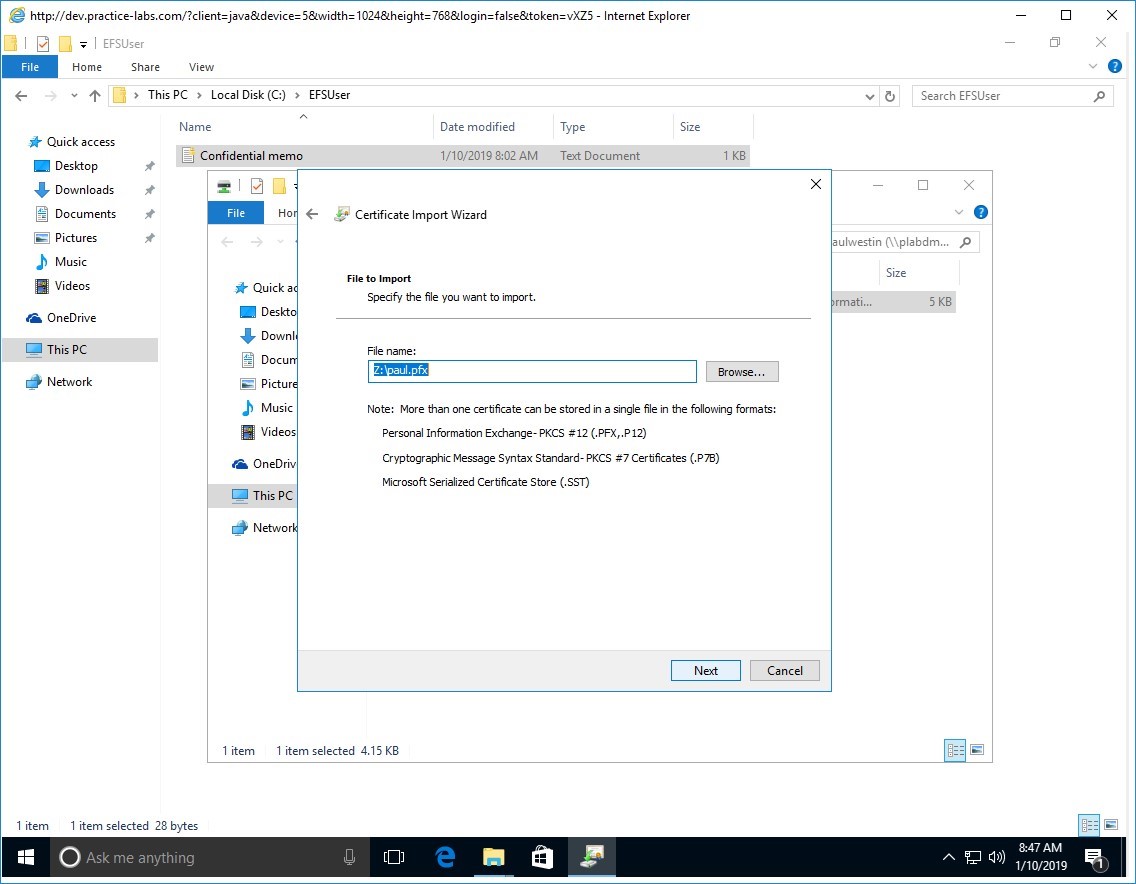 http://dev.practice-labs.com/?client=java&device=5&width=1024&height=768&login=false&token=vXZ5 - Internet Explorer
EFSUser
File Home Share View
This PC Local Disk (C:) EFSUser
Search EFSUser
Name Date modified Type Size
Confidential memo 1/10/2019 8:02 AM Text Document 1 KB
Quick access
Desktop
Downloads
Documents
Pictures
Music
Videos
OneDrive
This PC
Network
File Hor
aulwestin (\\plabdm...
Size
ormati... 5 KB
Quick ac
Deskto
Downl
Docum
Picture
Music
Videos
OneDriv
This PC
Network
1 item 1 item selected 4.15 KB
Certificate Import Wizard
File to Import
Specify the file you want to import.
File name:
Z:\paul.pfx
Browse...
Note: More than one certificate can be stored in a single file in the following formats:
Personal Information Exchange- PKCS #12 (.PFX,.P12)
Cryptographic Message Syntax Standard- PKCS #7 Certificates (.P7B)
Microsoft Serialized Certificate Store (.SST)
Next Cancel
1 item 1 item selected 28 bytes
Ask me anything
8:47 AM
1/10/2019
1